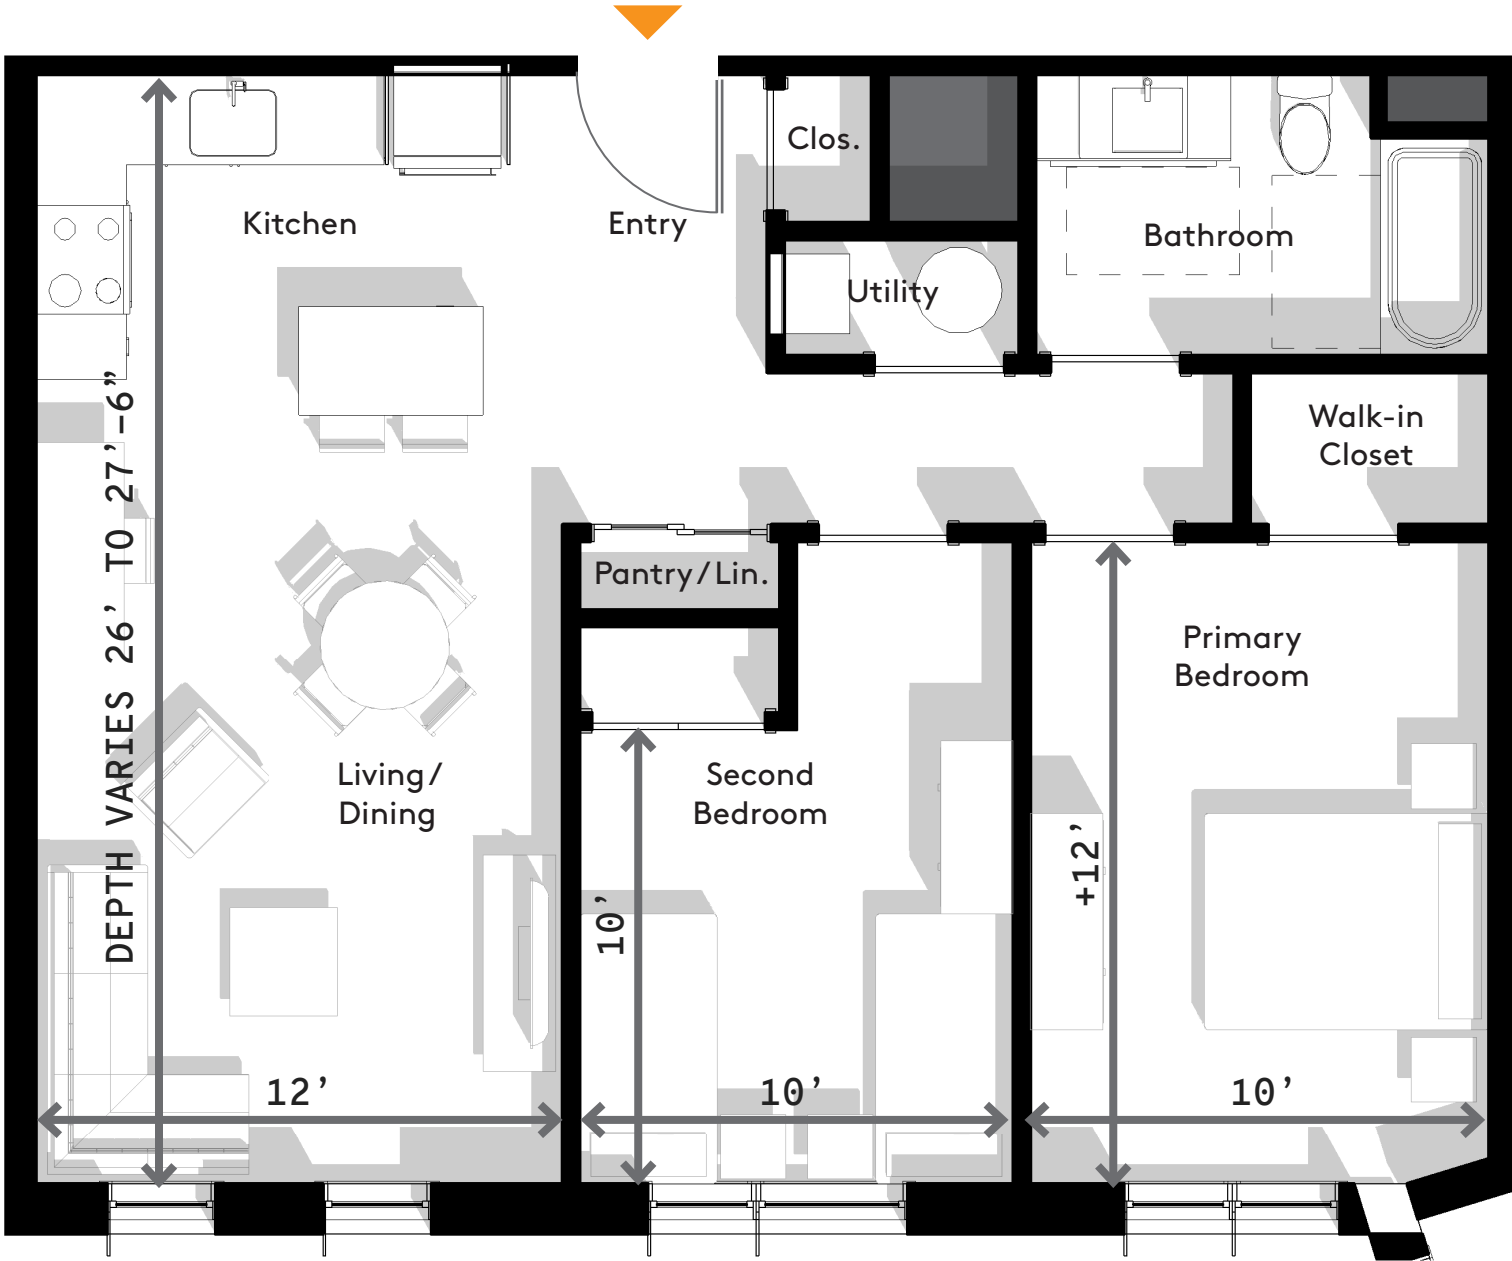 Clos.
Kitchen
Entry
Bathroom
Utility
Walk-in
Closet
DEPTH VARIES 26’ TO 27’-6”
Pantry/Lin.
Primary
Bedroom
Living/
Dining
Second
Bedroom
10’
+12’
12’
10’
10’